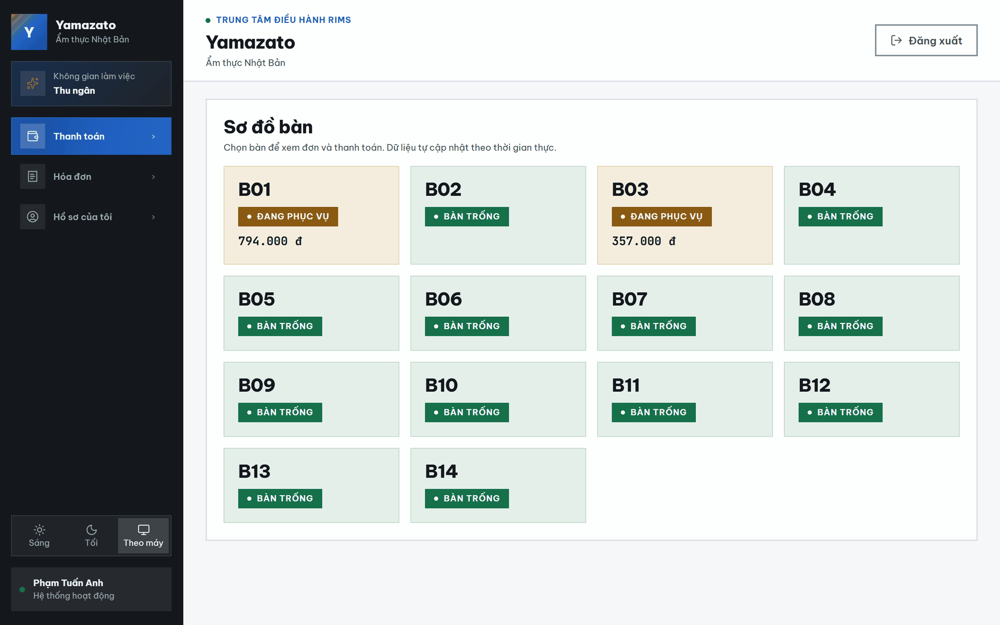 Y
Yamazato
Ẩm thực Nhật Bản
Không gian làm việc
Thu ngân
Thanh toán
Hóa đơn
Hồ sơ của tôi
Sáng
Tối
Theo máy
Phạm Tuấn Anh
Hệ thống hoạt động
TRUNG TÂM ĐIỀU HÀNH RIMS
Yamazato
Ẩm thực Nhật Bản
Đăng xuất
Sơ đồ bàn
Chọn bàn để xem đơn và thanh toán. Dữ liệu tự cập nhật theo thời gian thực.
B01
ĐANG PHỤC VỤ
794.000 đ
B02
BÀN TRỐNG
B03
ĐANG PHỤC VỤ
357.000 đ
B04
BÀN TRỐNG
B05
BÀN TRỐNG
B06
BÀN TRỐNG
B07
BÀN TRỐNG
B08
BÀN TRỐNG
B09
BÀN TRỐNG
B10
BÀN TRỐNG
B11
BÀN TRỐNG
B12
BÀN TRỐNG
B13
BÀN TRỐNG
B14
BÀN TRỐNG